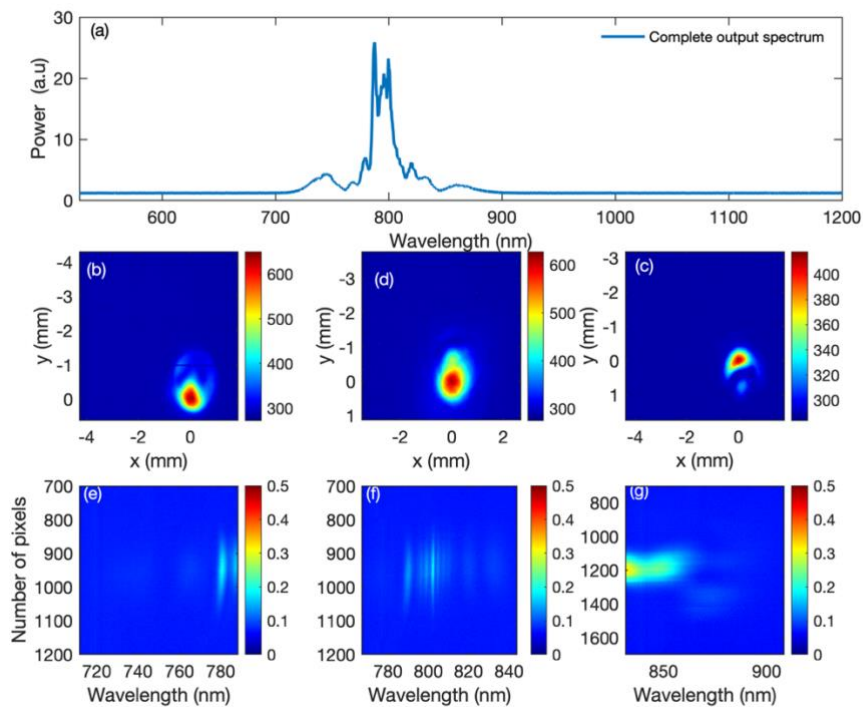 (a)
Complete output spectrum
Power (a.u)
30
20
10
0
600 700 800 900 1000 1100 1200
Wavelength (nm)
(b)
y (mm)
-4
-3
-2
-1
0
-4 -2 0
x (mm)
600
500
400
300
(d)
y (mm)
-3
-2
-1
0
1
-2 0 2
x (mm)
600
500
400
300
(c)
y (mm)
-3
-2
-1
0
1
-4 -2 0
x (mm)
400
380
360
340
320
300
(e)
Number of pixels
700
800
900
1000
1100
1200
720 740 760 780
Wavelength (nm)
0.5
0.4
0.3
0.2
0.1
0
(f)
700
800
900
1000
1100
1200
780 800 820 840
Wavelength (nm)
0.5
0.4
0.3
0.2
0.1
0
(g)
800
1000
1200
1400
1600
850 900
Wavelength (nm)
0.5
0.4
0.3
0.2
0.1
0